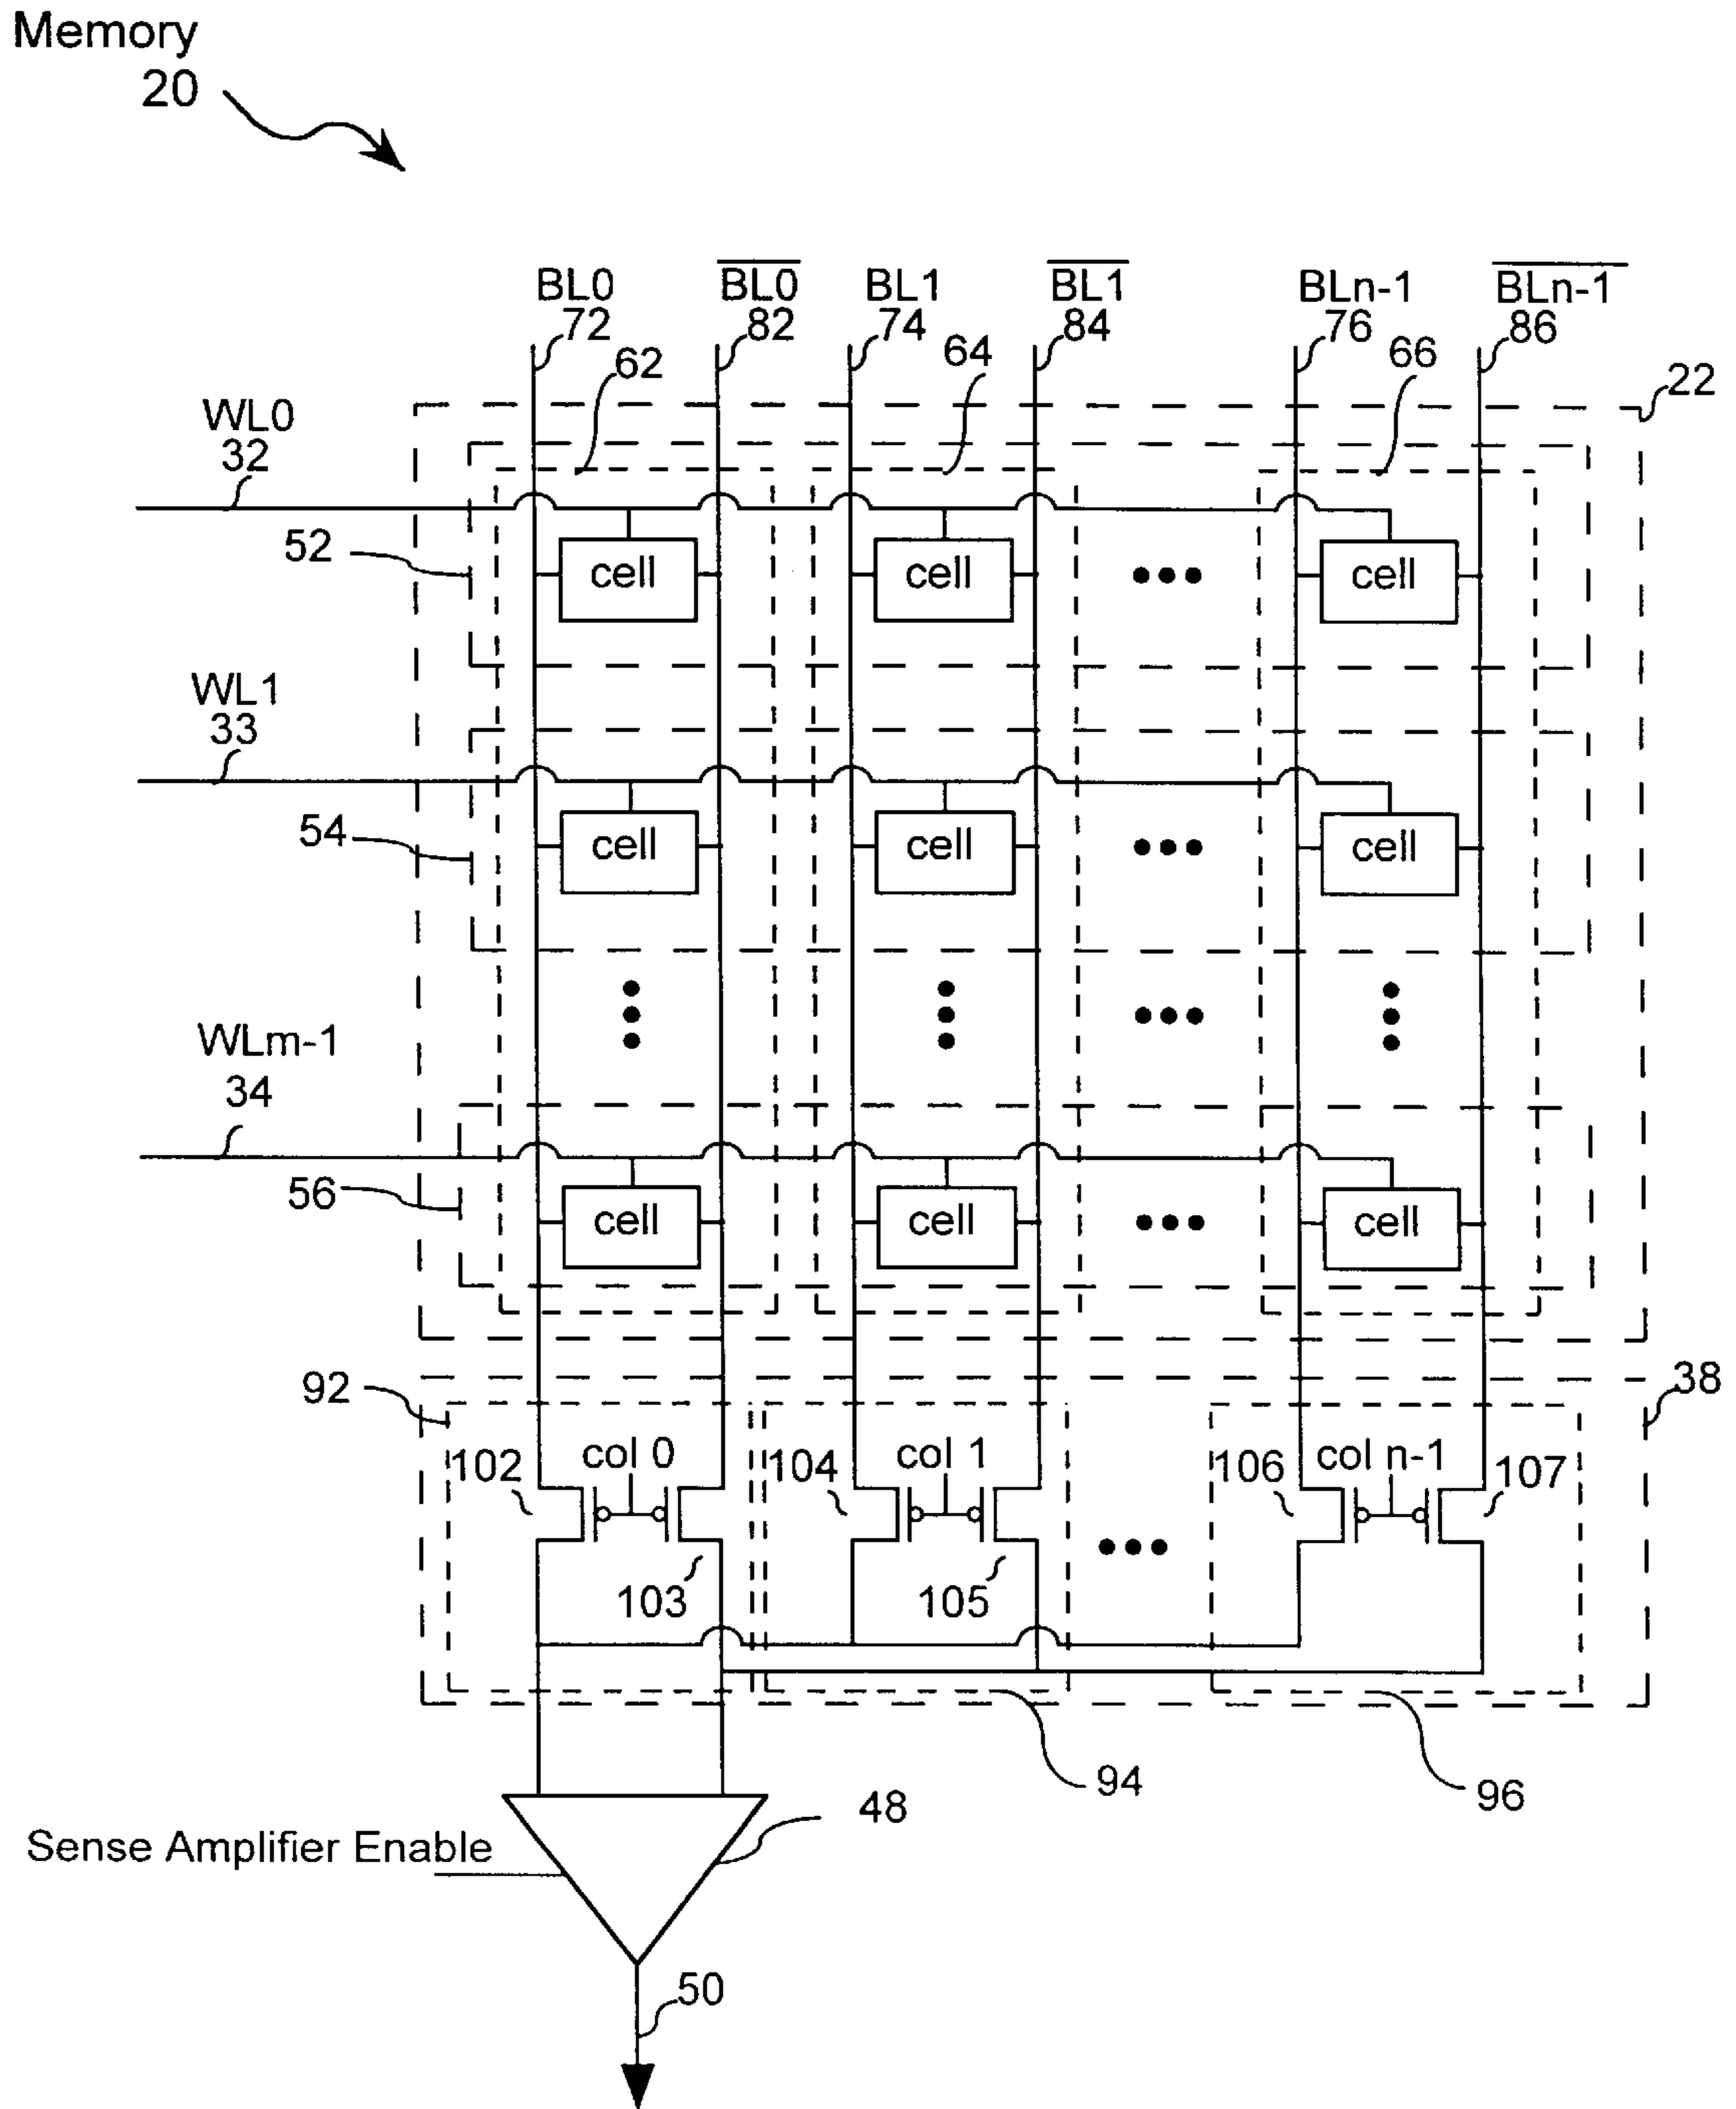 Memory
20
BL0 B̅L̅0̅ BL1 B̅L̅1̅ BLn-1 B̅L̅n̅-̅1̅
72 82 74 84 76 86
62 64 66
22
WL0
32
52
cell cell ••• cell
WL1
33
54
cell cell ••• cell
WLm-1
34
56
cell cell ••• cell
92
38
102 col 0 104 col 1 106 col n-1 107
103 105
94
96
48
Sense Amplifier Enable
50